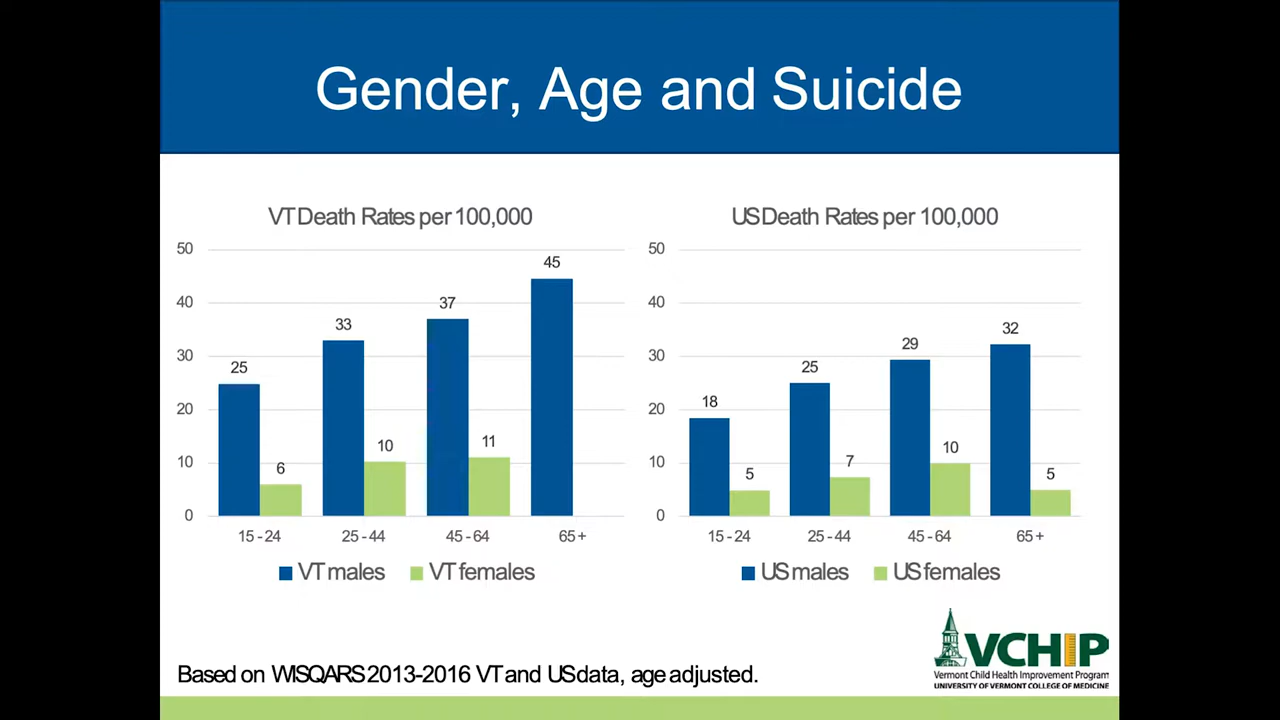 Gender, Age and Suicide
VT Death Rates per 100,000
50
40
30
20
10
0
25
6
33
10
37
11
45
15 - 24
25 - 44
45 - 64
65 +
VT males
VT females
US Death Rates per 100,000
50
40
30
20
10
0
18
5
25
7
29
10
32
5
15 - 24
25 - 44
45 - 64
65 +
US males
US females
Based on WISQARS 2013-2016 VT and US data, age adjusted.
VCHIP
Vermont Child Health Improvement Program
UNIVERSITY OF VERMONT COLLEGE OF MEDICINE